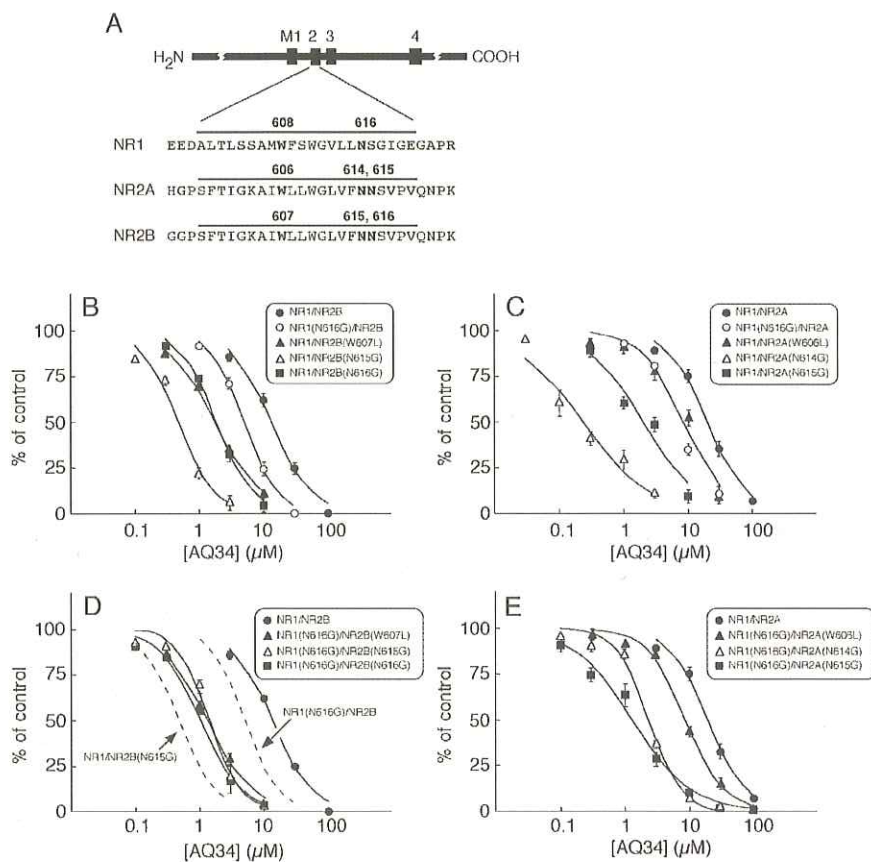 A
M1 2 3 4
H2N COOH
608 616
NR1 EEDALTLSSAMWFSWGVLLNSGIGEGAPR
606 614, 615
NR2A HGPSFTIGKAIWLLWGLVFNNSVPVQNPK
607 615, 616
NR2B GGPSFTIGKAIWLLWGLVFNNSVPVQNPK
B
NR1/NR2B
NR1(N616G)/NR2B
NR1/NR2B(W607L)
NR1/NR2B(N615G)
NR1/NR2B(N616G)
% of control
100
75
50
25
0
0.1 1 10 100
[AQ34] (µM)
C
NR1/NR2A
NR1(N616G)/NR2A
NR1/NR2A(W606L)
NR1/NR2A(N614G)
NR1/NR2A(N615G)
% of control
100
75
50
25
0
0.1 1 10 100
[AQ34] (µM)
D
NR1/NR2B
NR1(N616G)/NR2B(W607L)
NR1(N616G)/NR2B(N615G)
NR1(N616G)/NR2B(N616G)
% of control
100
75
50
25
0
NR1(N616G)/NR2B
NR1/NR2B(N615G)
0.1 1 10 100
[AQ34] (µM)
E
NR1/NR2A
NR1(N616G)/NR2A(W606L)
NR1(N616G)/NR2A(N614G)
NR1(N616G)/NR2A(N615G)
% of control
100
75
50
25
0
0.1 1 10 100
[AQ34] (µM)